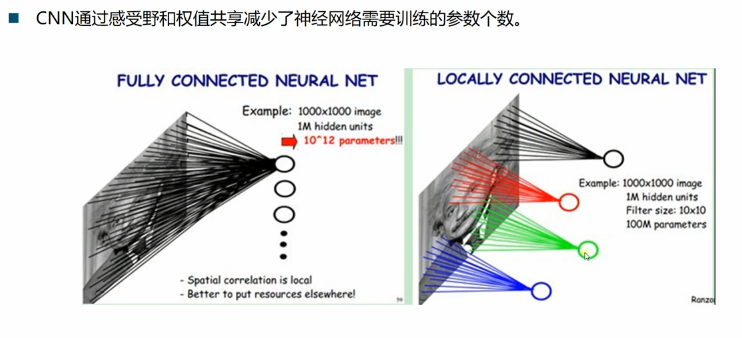 CNN通过感受野和权值共享减少了神经网络需要训练的参数个数。
FULLY CONNECTED NEURAL NET
Example: 1000x1000 image
1M hidden units
10^12 parameters!!!
- Spatial correlation is local
- Better to put resources elsewhere!
LOCALLY CONNECTED NEURAL NET
Example: 1000x1000 image
1M hidden units
Filter size: 10x10
100M parameters
Ranzo